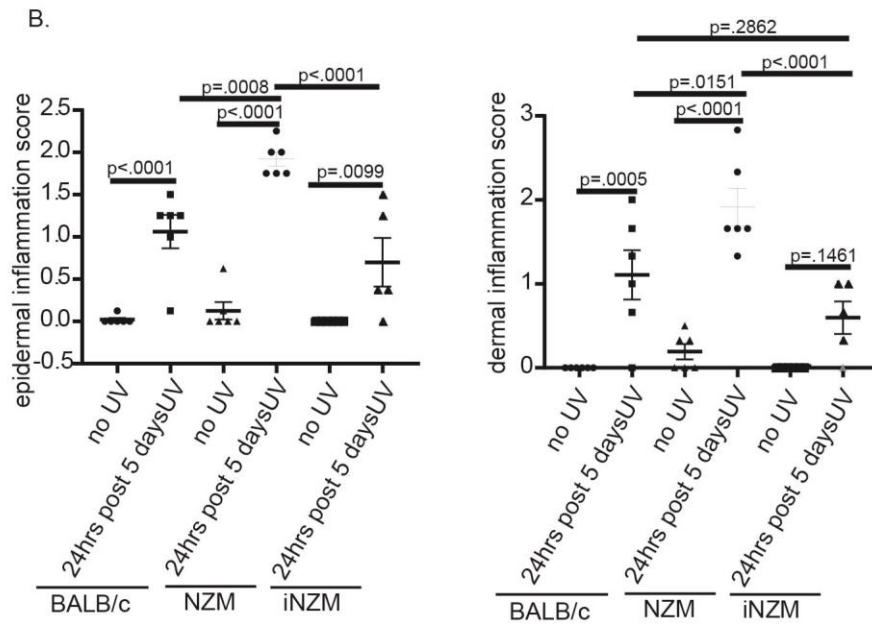 B.
p=.0008
p<.0001
p<.0001
p<.0001
p=.0099
epidermal inflammation score
2.5
2.0
1.5
1.0
0.5
0.0
-0.5
no UV
24hrs post 5 daysUV
no UV
24hrs post 5 daysUV
no UV
24hrs post 5 daysUV
BALB/c
NZM
iNZM
p=.2862
p=.0151
p<.0001
p<.0001
p=.0005
p=.1461
dermal inflammation score
3
2
1
0
no UV
24hrs post 5 daysUV
no UV
24hrs post 5 daysUV
no UV
24hrs post 5 daysUV
BALB/c
NZM
iNZM